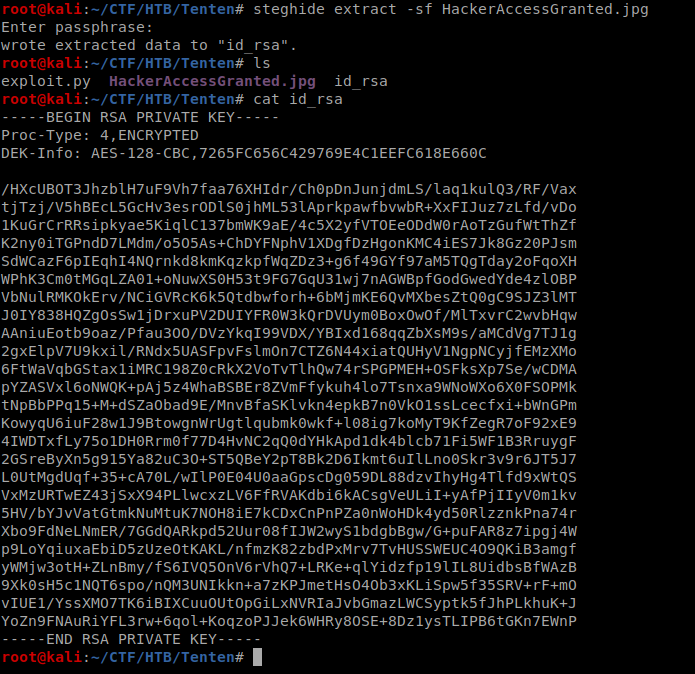 root@kali:~/CTF/HTB/Tenten# steghide extract -sf HackerAccessGranted.jpg
Enter passphrase:
wrote extracted data to "id_rsa".
root@kali:~/CTF/HTB/Tenten# ls
exploit.py  HackerAccessGranted.jpg  id_rsa
root@kali:~/CTF/HTB/Tenten# cat id_rsa
-----BEGIN RSA PRIVATE KEY-----
Proc-Type: 4,ENCRYPTED
DEK-Info: AES-128-CBC,7265FC656C429769E4C1EEFC618E660C

/HXcUBOT3JhzblH7uF9Vh7faa76XHIdr/Ch0pDnJunjdmLS/laq1kulQ3/RF/Vax
tjTzj/V5hBEcL5GcHv3esrODlS0jhML53lAprkpawfbvwbR+XxFIJuz7zLfd/vDo
1KuGrCrRRsipkyae5KiqlC137bmWK9aE/4c5X2yfVTOEeODdW0rAoTzGufWtThZf
K2ny0iTGPndD7LMdm/o5O5As+ChDYFNphV1XDgfDzHgonKMC4iES7Jk8Gz20PJsm
SdWCazF6pIEqhI4NQrnkd8kmKqzkpfWqZDz3+g6f49GYf97aM5TQgTday2oFqoXH
WPhK3Cm0tMGqLZA01+oNuwXS0H53t9FG7GqU31wj7nAGWBpfGodGwedYde4zlOBP
VbNulRMKOkErv/NCiGVRcK6k5Qtdbwforh+6bMjmKE6QvMXbesZtQ0gC9SJZ3lMT
J0IY838HQZgOsSw1jDrxuPV2DUIYFR0W3kQrDVUym0BoxOwOf/MlTxvrC2wvbHqw
AAniuEotb9oaz/Pfau3OO/DVzYkqI99VDX/YBIxd168qqZbXsM9s/aMCdVg7TJ1g
2gxElpV7U9kxil/RNdx5UASFpvFslmOn7CTZ6N44xiatQUHyV1NgpNCyjfEMzXMo
6FtWaVqbGStax1iMRC198Z0cRkX2VoTvTlhQw74rSPGPMEH+OSFksXp7Se/wCDMA
pYZASVxl6oNWQK+pAj5z4WhaBSBEr8ZVmFfykuh4lo7Tsnxa9WNoWXo6X0FSOPMk
tNpBbPPq15+M+dSZaObad9E/MnvBfaSKlvkn4epkB7n0VkO1ssLcecfxi+bWnGPm
KowyqU6iuF28w1J9BtowgnWrUgtlqubmk0wkf+l08ig7koMyT9KfZegR7oF92xE9
4IWDTxfLy75o1DH0Rrm0f77D4HvNC2qQ0dYHkApd1dk4blcb71Fi5WF1B3RruygF
2GSreByXn5g915Ya82uC3O+ST5QBeY2pT8Bk2D6Ikmt6uIlLno0Skr3v9r6JT5J7
L0UtMgdUqf+35+cA70L/wIlP0E04U0aaGpscDg059DL88dzvIhyHg4Tlfd9xWtQS
VxMzURTwEZ43jSxX94PLlwcxzLV6FfRVAKdbi6kACsgVeULiI+yAfPjIIyV0m1kv
5HV/bYJvVatGtmkNuMtuK7NOH8iE7kCDxCnPnPZa0nWoHDk4yd50RlzznkPna74r
Xbo9FdNeLNmER/7GGdQARkpd52Uur08fIJW2wyS1bdgbBgw/G+puFAR8z7ipgj4W
p9LoYqiuxaEbiD5zUzeOtKAKL/nfmzK82zbdPxMrv7TvHUSSWEUC4O9QKiB3amgf
yWMjw3otH+ZLnBmy/fS6IVQ5OnV6rVhQ7+LRKe+qlYidzfp19lIL8UidbsBfWAzB
9Xk0sH5c1NQT6spo/nQM3UNIkkn+a7zKPJmetHsO4Ob3xKLiSpw5f35SRV+rF+mO
vIUE1/YssXMO7TK6iBIXCuuOUtOpGiLxNVRIaJvbGmazLWCSyptk5fJhPLkhuK+J
YoZn9FNAuRiYFL3rw+6qol+KoqzoPJJek6WHRy8OSE+8Dz1ysTLIPB6tGKn7EWnP
-----END RSA PRIVATE KEY-----
root@kali:~/CTF/HTB/Tenten#